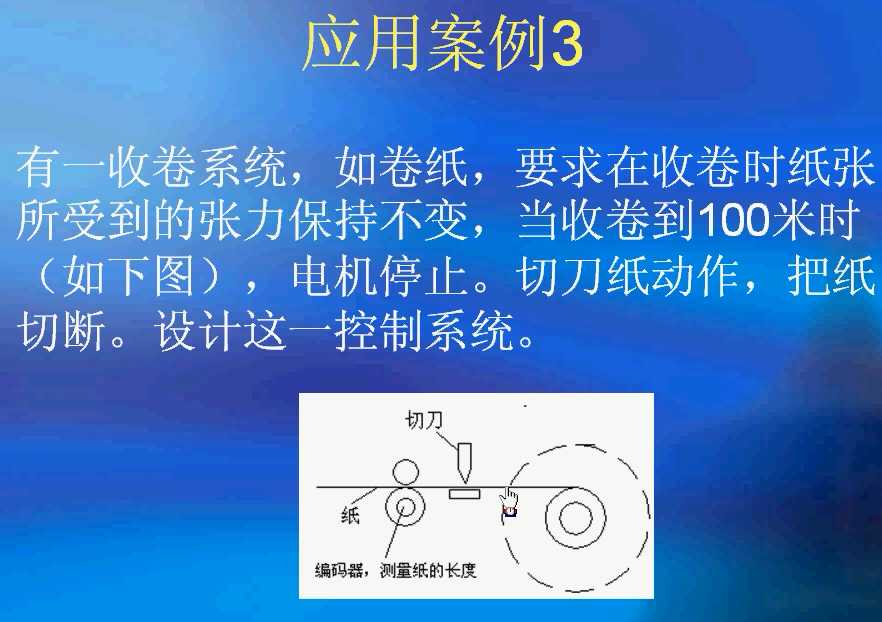 应用案例3
有一收卷系统，如卷纸，要求在收卷时纸张
所受到的张力保持不变，当收卷到100米时
（如下图），电机停止。切刀纸动作，把纸
切断。设计这一控制系统。
切刀
纸
编码器，测量纸的长度